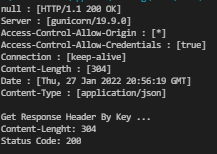 null : [HTTP/1.1 200 OK]
Server : [gunicorn/19.9.0]
Access-Control-Allow-Origin : [*]
Access-Control-Allow-Credentials : [true]
Connection : [keep-alive]
Content-Length : [304]
Date : [Thu, 27 Jan 2022 20:56:19 GMT]
Content-Type : [application/json]
Get Response Header By Key ...
Content-Lenght: 304
Status Code: 200